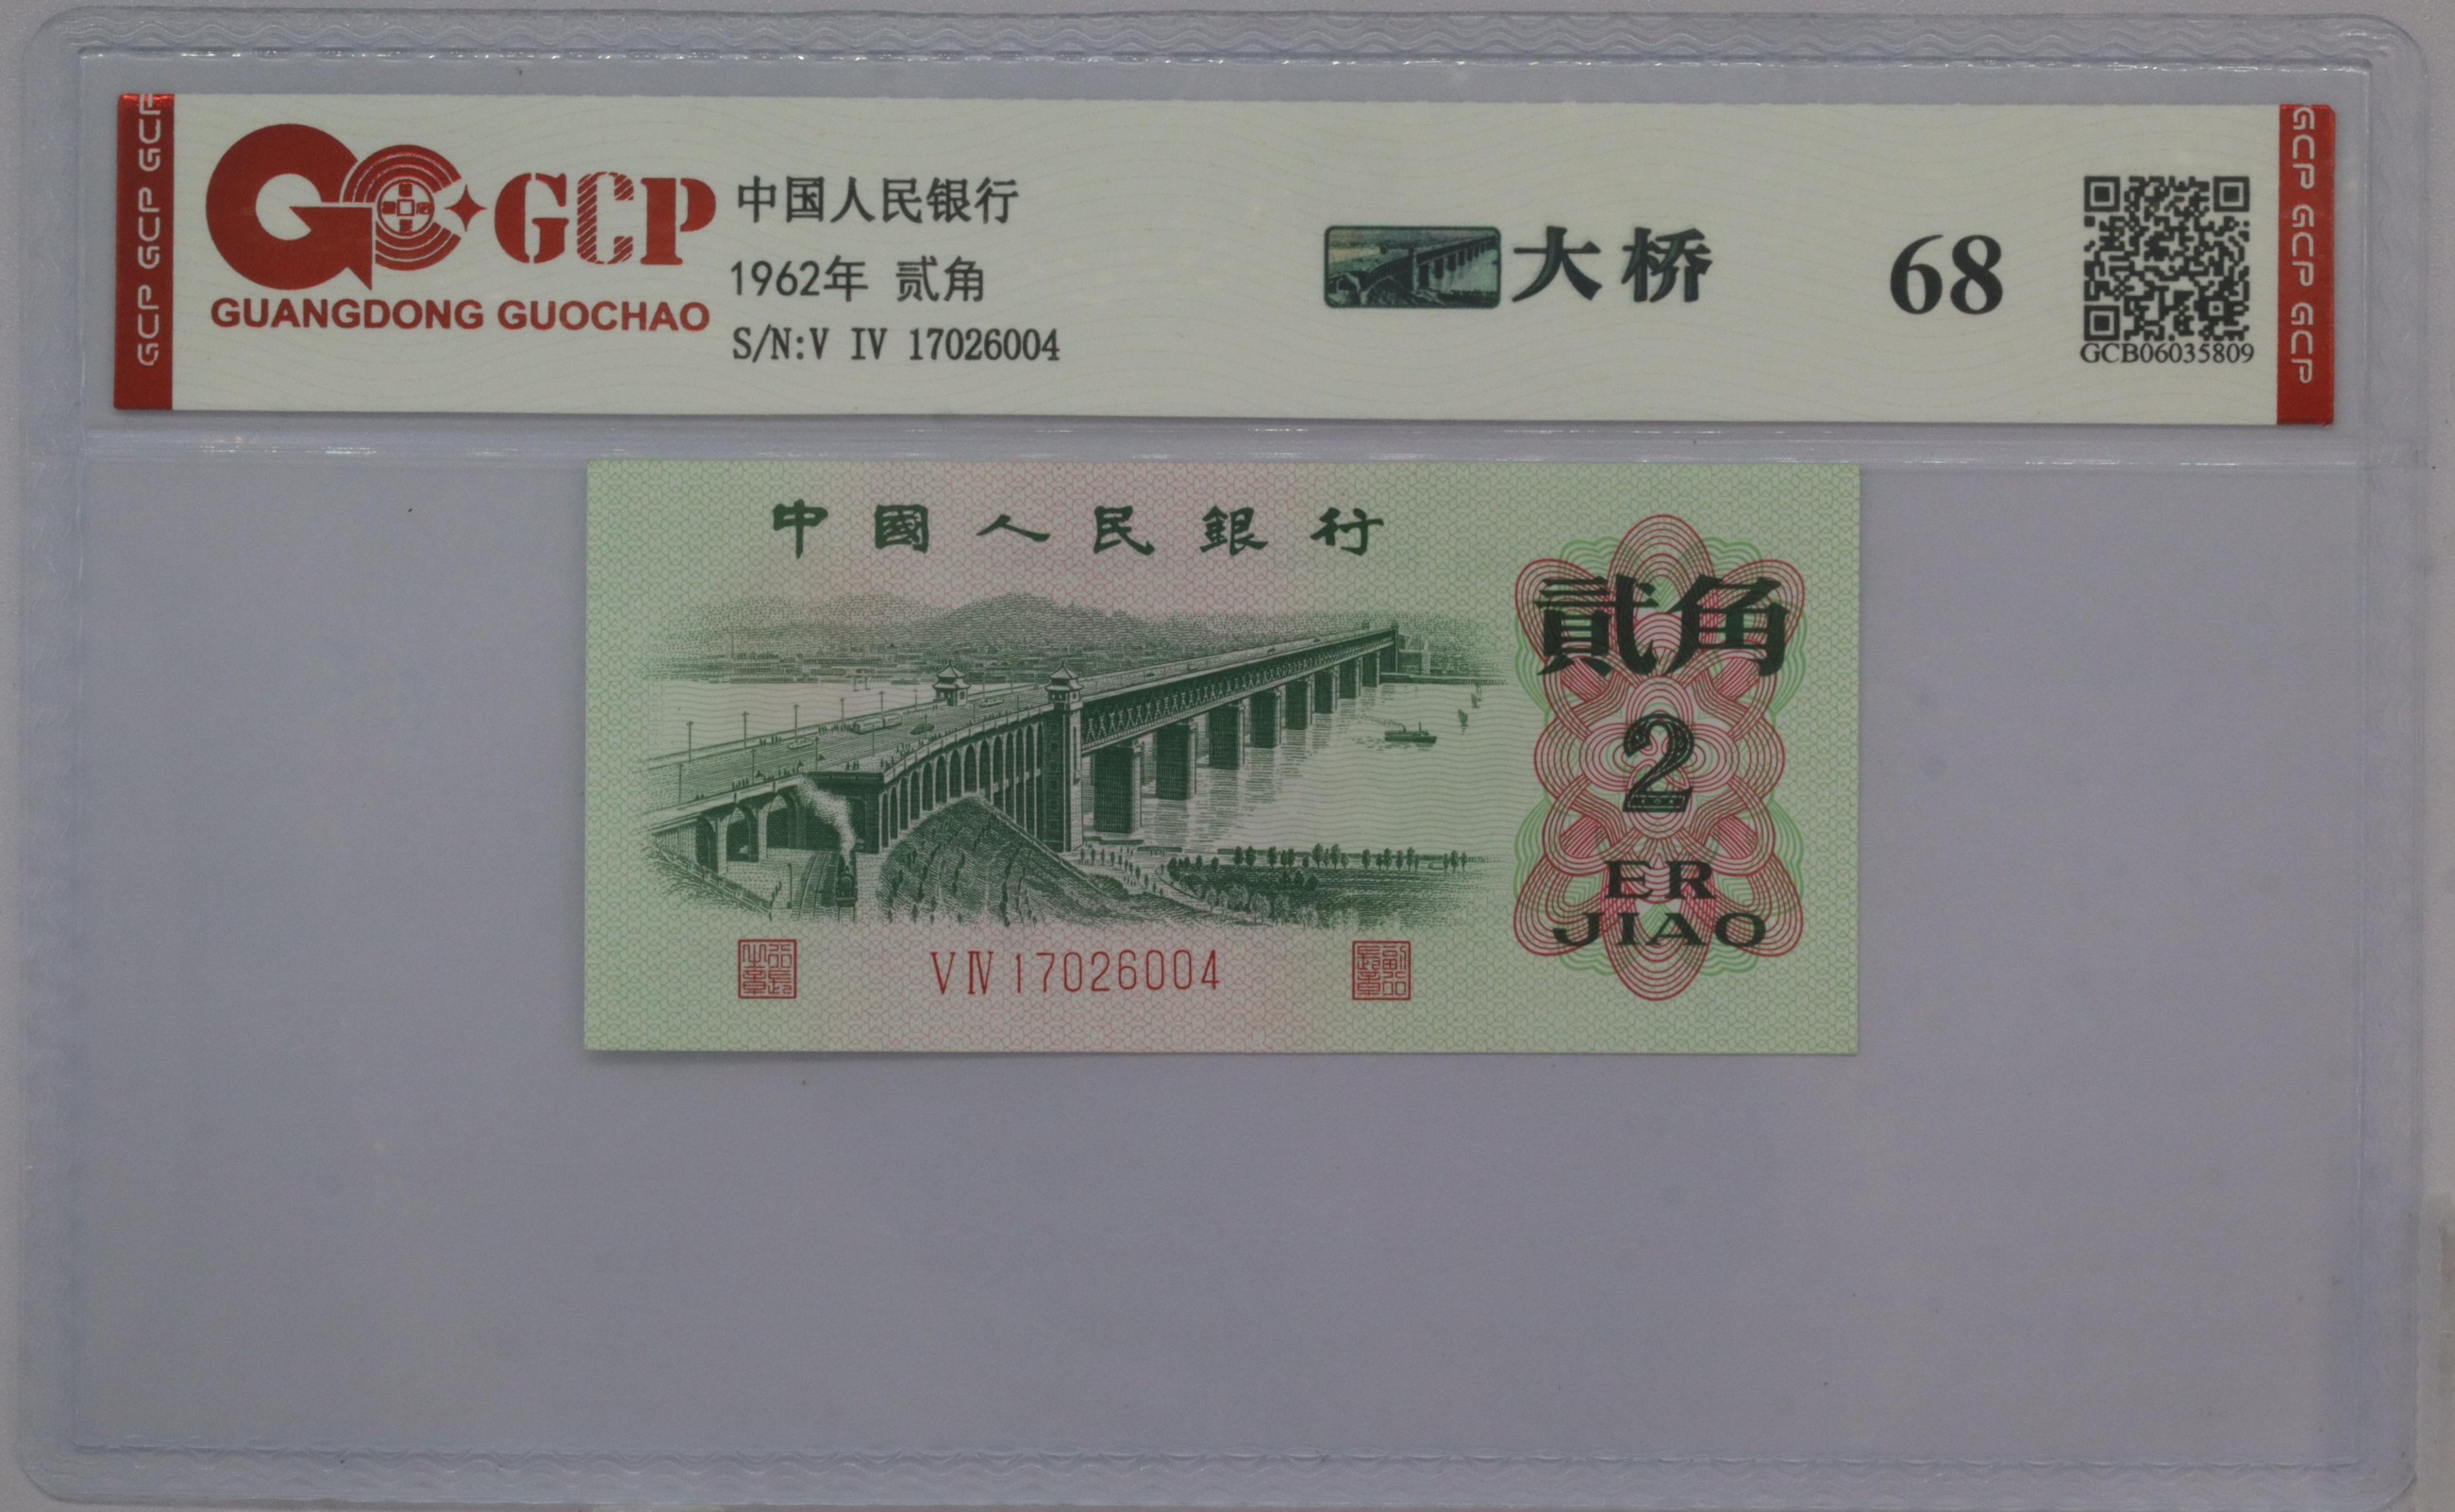 GCP GCP GCP
GCP
GUANGDONG GUOCHAO
中国人民银行
1962年 贰角
S/N:V IV 17026004
大桥
68
GCB06035809
GCP GCP GCP
中國人民銀行
貳角
2
ER
JIAO
VⅣ17026004